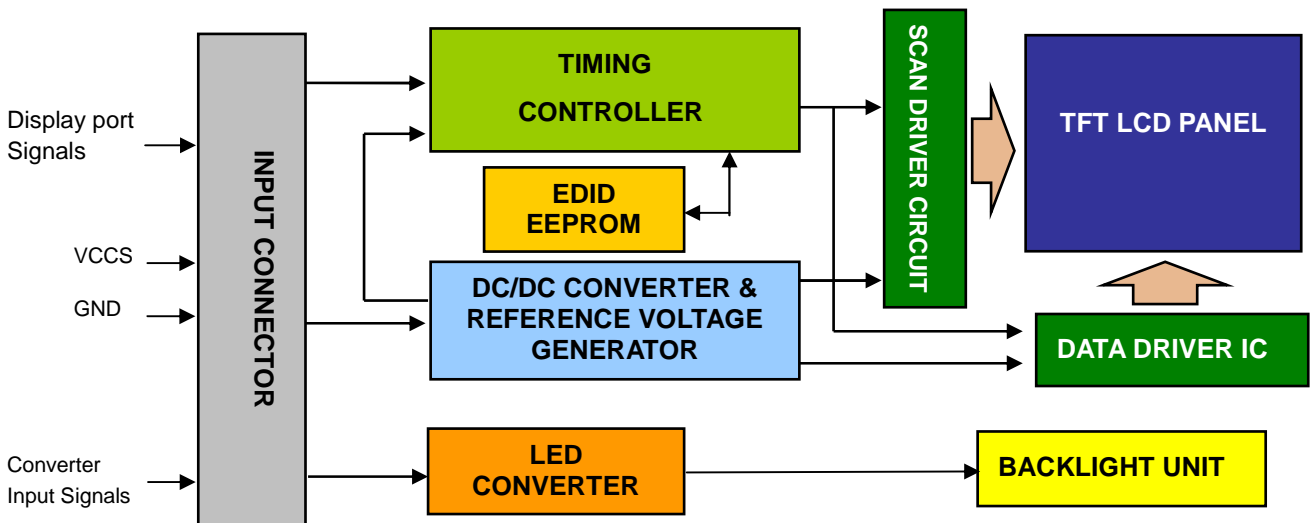 Display port
Signals
VCCS
GND
Converter
Input Signals
INPUT CONNECTOR
TIMING
CONTROLLER
EDID
EEPROM
DC/DC CONVERTER &
REFERENCE VOLTAGE
GENERATOR
LED
CONVERTER
SCAN DRIVER CIRCUIT
TFT LCD PANEL
DATA DRIVER IC
BACKLIGHT UNIT